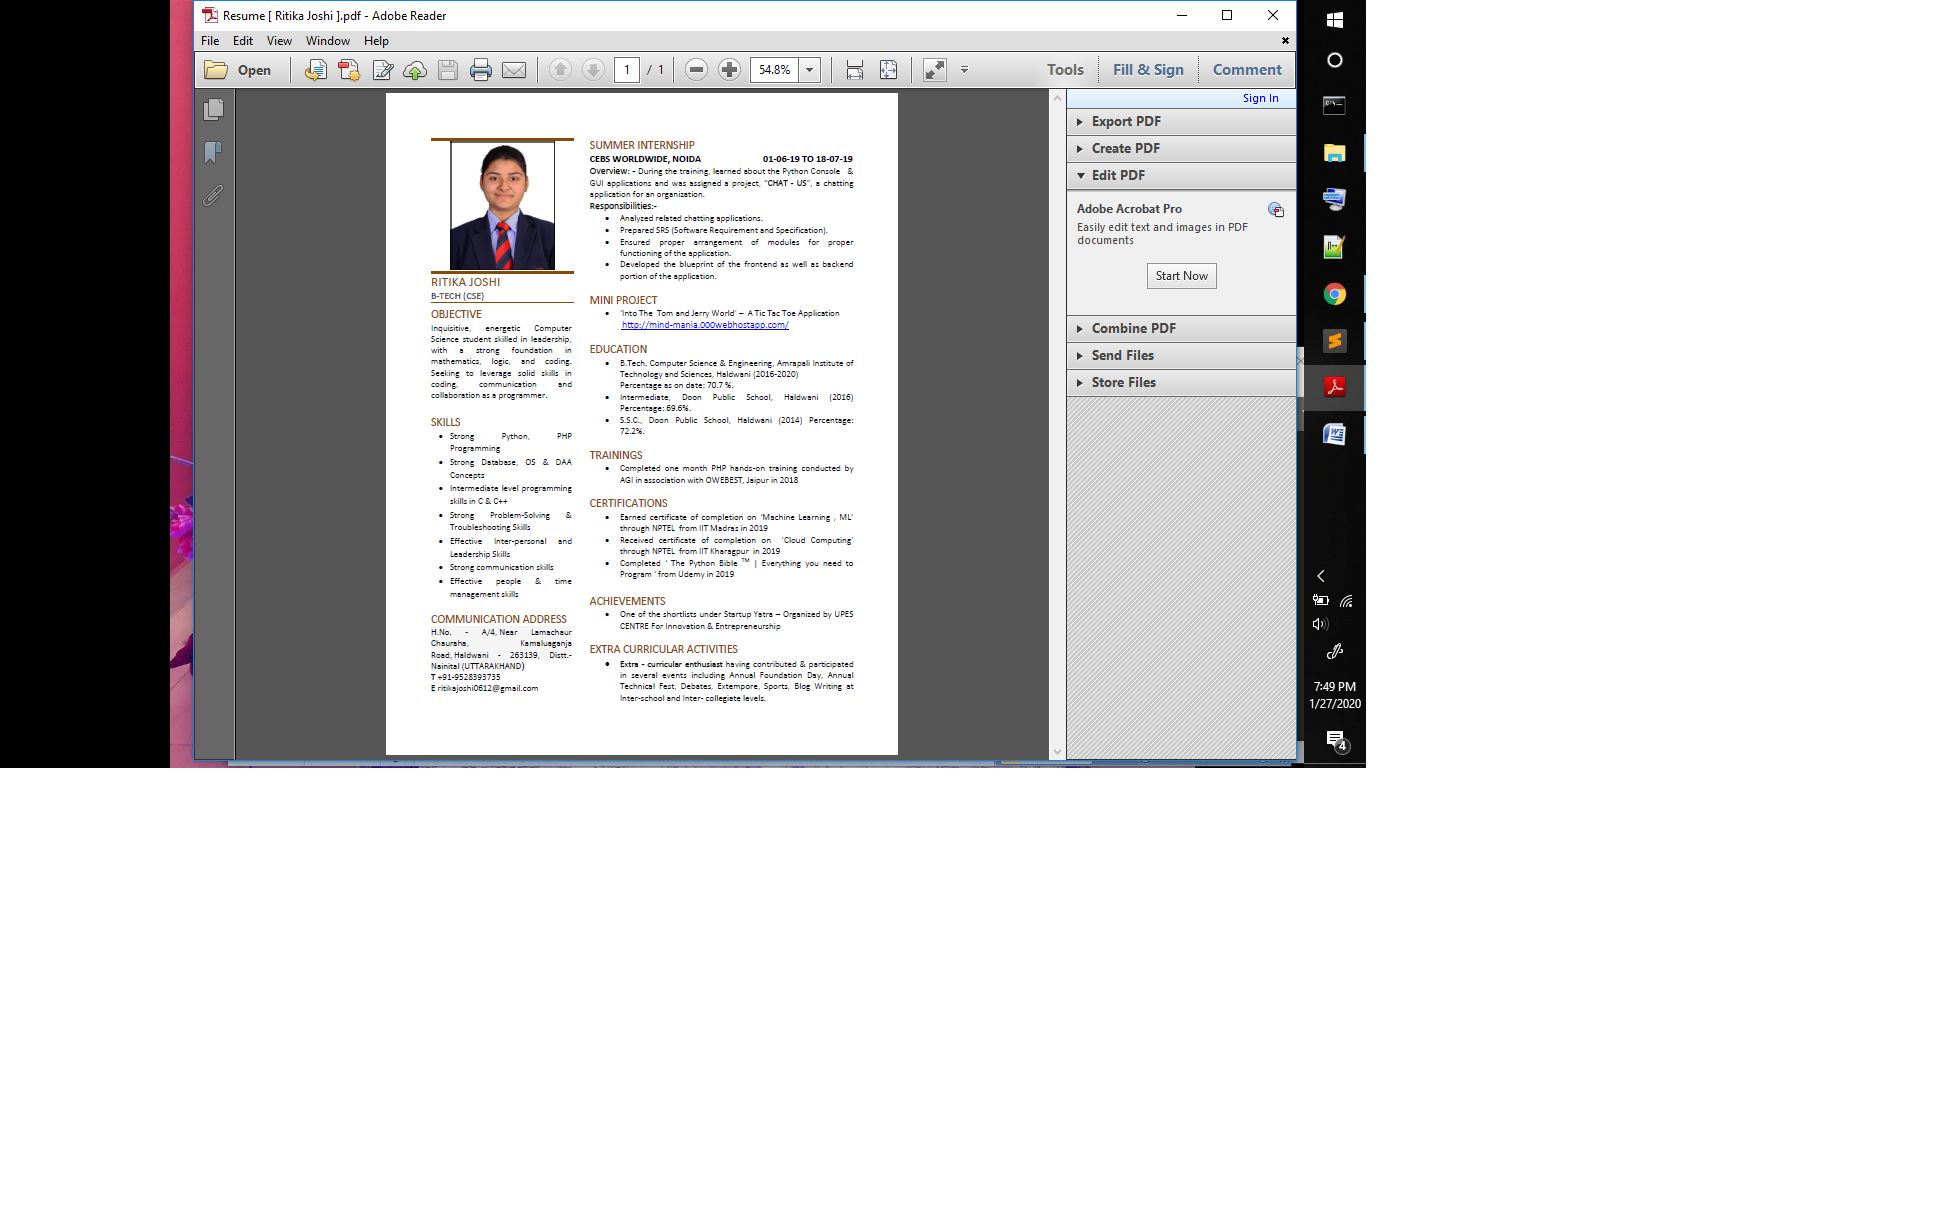 Resume [ Ritika Joshi ].pdf - Adobe Reader
File Edit View Window Help
Open
1 / 1
54.8%
Tools
Fill & Sign
Comment
Sign In
Export PDF
Create PDF
Edit PDF
Adobe Acrobat Pro
Easily edit text and images in PDF
documents
Start Now
Combine PDF
Send Files
Store Files
RITIKA JOSHI
B-TECH (CSE)
OBJECTIVE
Inquisitive, energetic Computer
Science student skilled in leadership,
with a strong foundation in
mathematics, logic, and coding.
Seeking to leverage solid skills in
coding, communication and
collaboration as a programmer.
SKILLS
• Strong Python, PHP
Programming
• Strong Database, OS & DAA
Concepts
• Intermediate level programming
skills in C & C++
• Strong Problem-Solving &
Troubleshooting Skills
• Effective Inter-personal and
Leadership Skills
• Strong communication skills
• Effective people & time
management skills
COMMUNICATION ADDRESS
H.No. - A/4, Near Lamachaur
Chauraha, Kamaluaganja
Road, Haldwani - 263139, Distt.-
Nainital (UTTARAKHAND)
T +91-9528393735
E ritikajoshi0612@gmail.com
SUMMER INTERNSHIP
CEBS WORLDWIDE, NOIDA 01-06-19 TO 18-07-19
Overview: - During the training, learned about the Python Console &
GUI applications and was assigned a project, “CHAT - US”, a chatting
application for an organization.
Responsibilities:-
• Analyzed related chatting applications.
• Prepared SRS (Software Requirement and Specification).
• Ensured proper arrangement of modules for proper
functioning of the application.
• Developed the blueprint of the frontend as well as backend
portion of the application.
MINI PROJECT
• ‘Into The Tom and Jerry World’ – A Tic Tac Toe Application
http://mind-mania.000webhostapp.com/
EDUCATION
• B.Tech. Computer Science & Engineering, Amrapali Institute of
Technology and Sciences, Haldwani (2016-2020)
Percentage as on date: 70.7 %.
• Intermediate, Doon Public School, Haldwani (2016)
Percentage: 69.6%.
• S.S.C., Doon Public School, Haldwani (2014) Percentage:
72.2%.
TRAININGS
• Completed one month PHP hands-on training conducted by
AGI in association with OWEBEST, Jaipur in 2018
CERTIFICATIONS
• Earned certificate of completion on ‘Machine Learning , ML’
through NPTEL from IIT Madras in 2019
• Received certificate of completion on ‘Cloud Computing’
through NPTEL from IIT Kharagpur in 2019
• Completed ‘ The Python Bible ™ | Everything you need to
Program ‘ from Udemy in 2019
ACHIEVEMENTS
• One of the shortlists under Startup Yatra – Organized by UPES
CENTRE For Innovation & Entrepreneurship
EXTRA CURRICULAR ACTIVITIES
• Extra - curricular enthusiast having contributed & participated
in several events including Annual Foundation Day, Annual
Technical Fest, Debates, Extempore, Sports, Blog Writing at
Inter-school and Inter- collegiate levels.
7:49 PM
1/27/2020
4